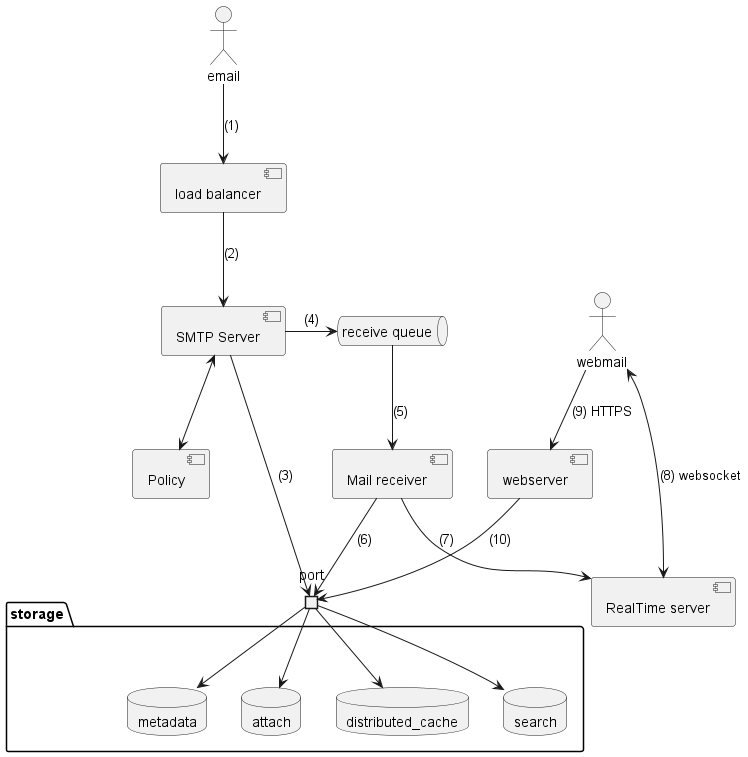 email
(1)
load balancer
(2)
SMTP Server
(4)
receive queue
webmail
(5)
(9) HTTPS
Policy
(3)
Mail receiver
webserver
(8) websocket
(6)
(7)
(10)
port
storage
RealTime server
metadata
attach
distributed_cache
search